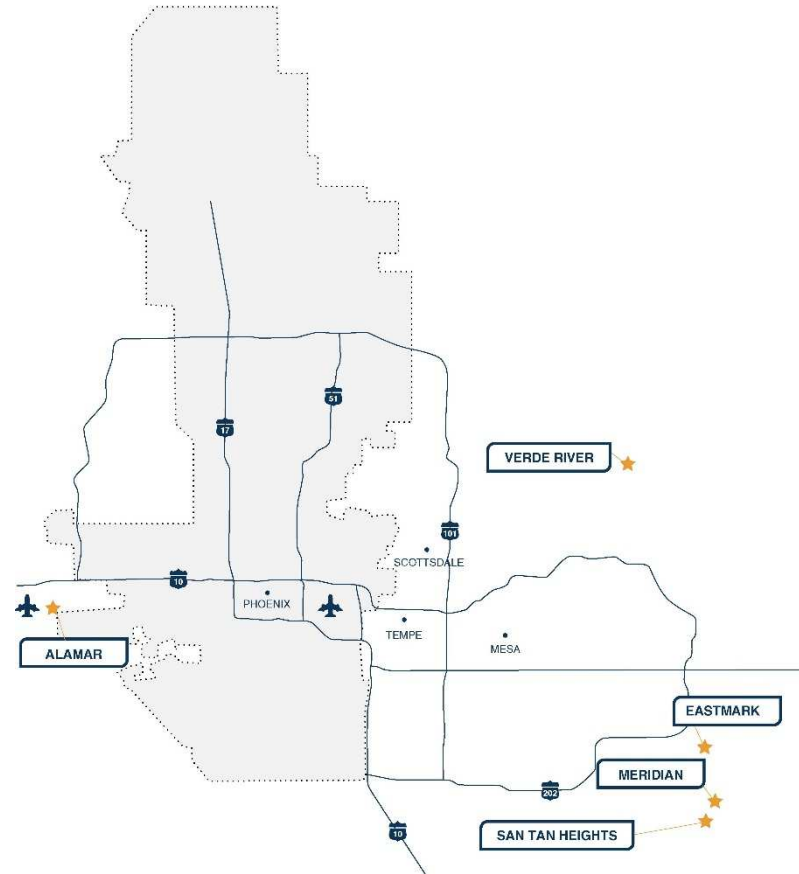 51
17
VERDE RIVER
101
SCOTTSDALE
10
PHOENIX
TEMPE
MESA
ALAMAR
EASTMARK
MERIDIAN
202
10
SAN TAN HEIGHTS